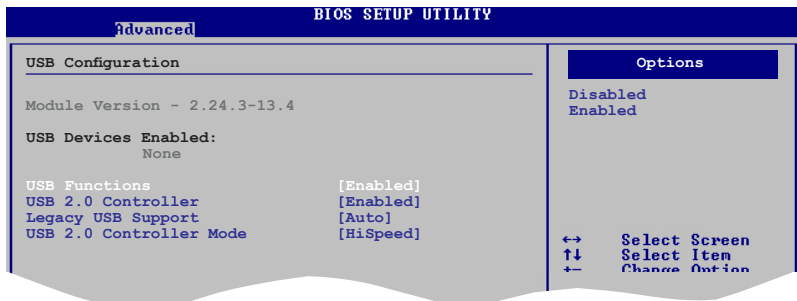 BIOS SETUP UTILITY
Advanced
USB Configuration
Module Version - 2.24.3-13.4
USB Devices Enabled:
None
USB Functions [Enabled]
USB 2.0 Controller [Enabled]
Legacy USB Support [Auto]
USB 2.0 Controller Mode [HiSpeed]
Options
Disabled
Enabled
←→ Select Screen
↑↓ Select Item
+- Change Option